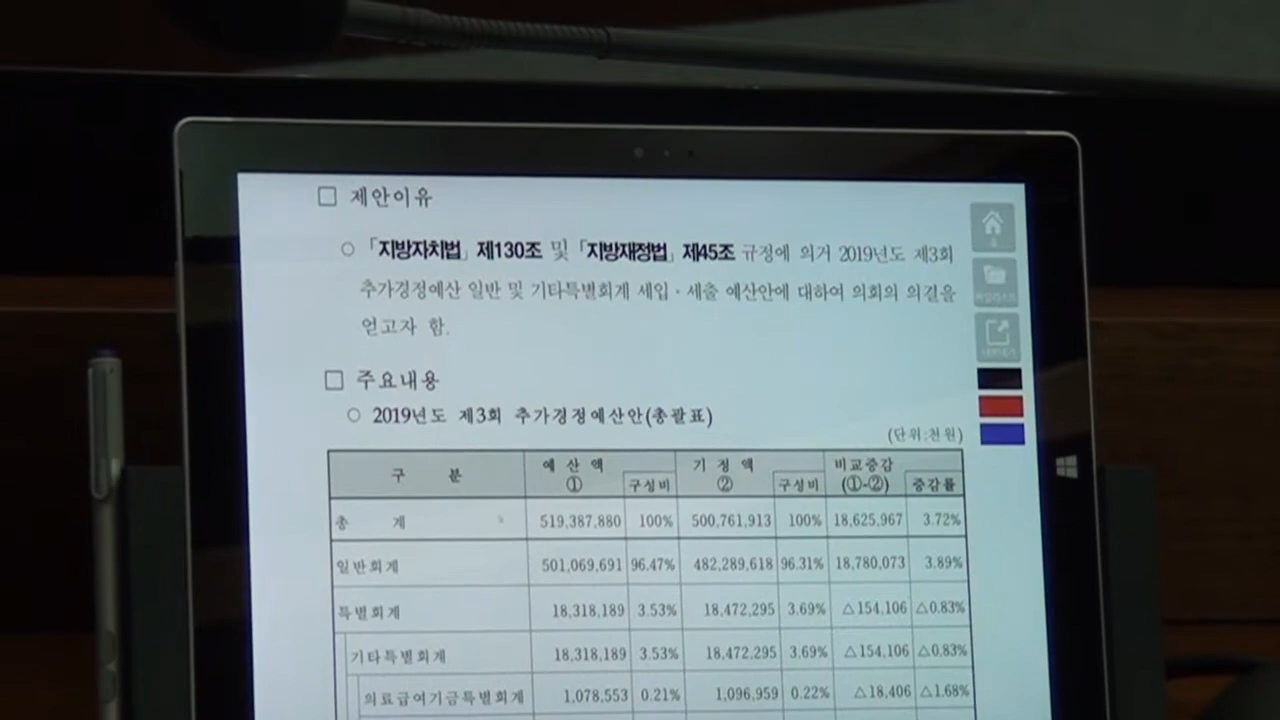 □ 제안이유
○ 「지방자치법」 제130조 및 「지방재정법」 제45조 규정에 의거 2019년도 제3회
추가경정예산 일반 및 기타특별회계 세입·세출 예산안에 대하여 의회의 의결을
얻고자 함.
□ 주요내용
○ 2019년도 제3회 추가경정예산안(총괄표)
(단위:천원)
구 분 예 산 액 ① 구성비 기 정 액 ② 구성비 비교증감 (①-②) 증감률
총 계 519,387,880 100% 500,761,913 100% 18,625,967 3.72%
일반회계 501,069,691 96.47% 482,289,618 96.31% 18,780,073 3.89%
특별회계 18,318,189 3.53% 18,472,295 3.69% △154,106 △0.83%
기타특별회계 18,318,189 3.53% 18,472,295 3.69% △154,106 △0.83%
의료급여기금특별회계 1,078,553 0.21% 1,096,959 0.22% △18,406 △1.68%